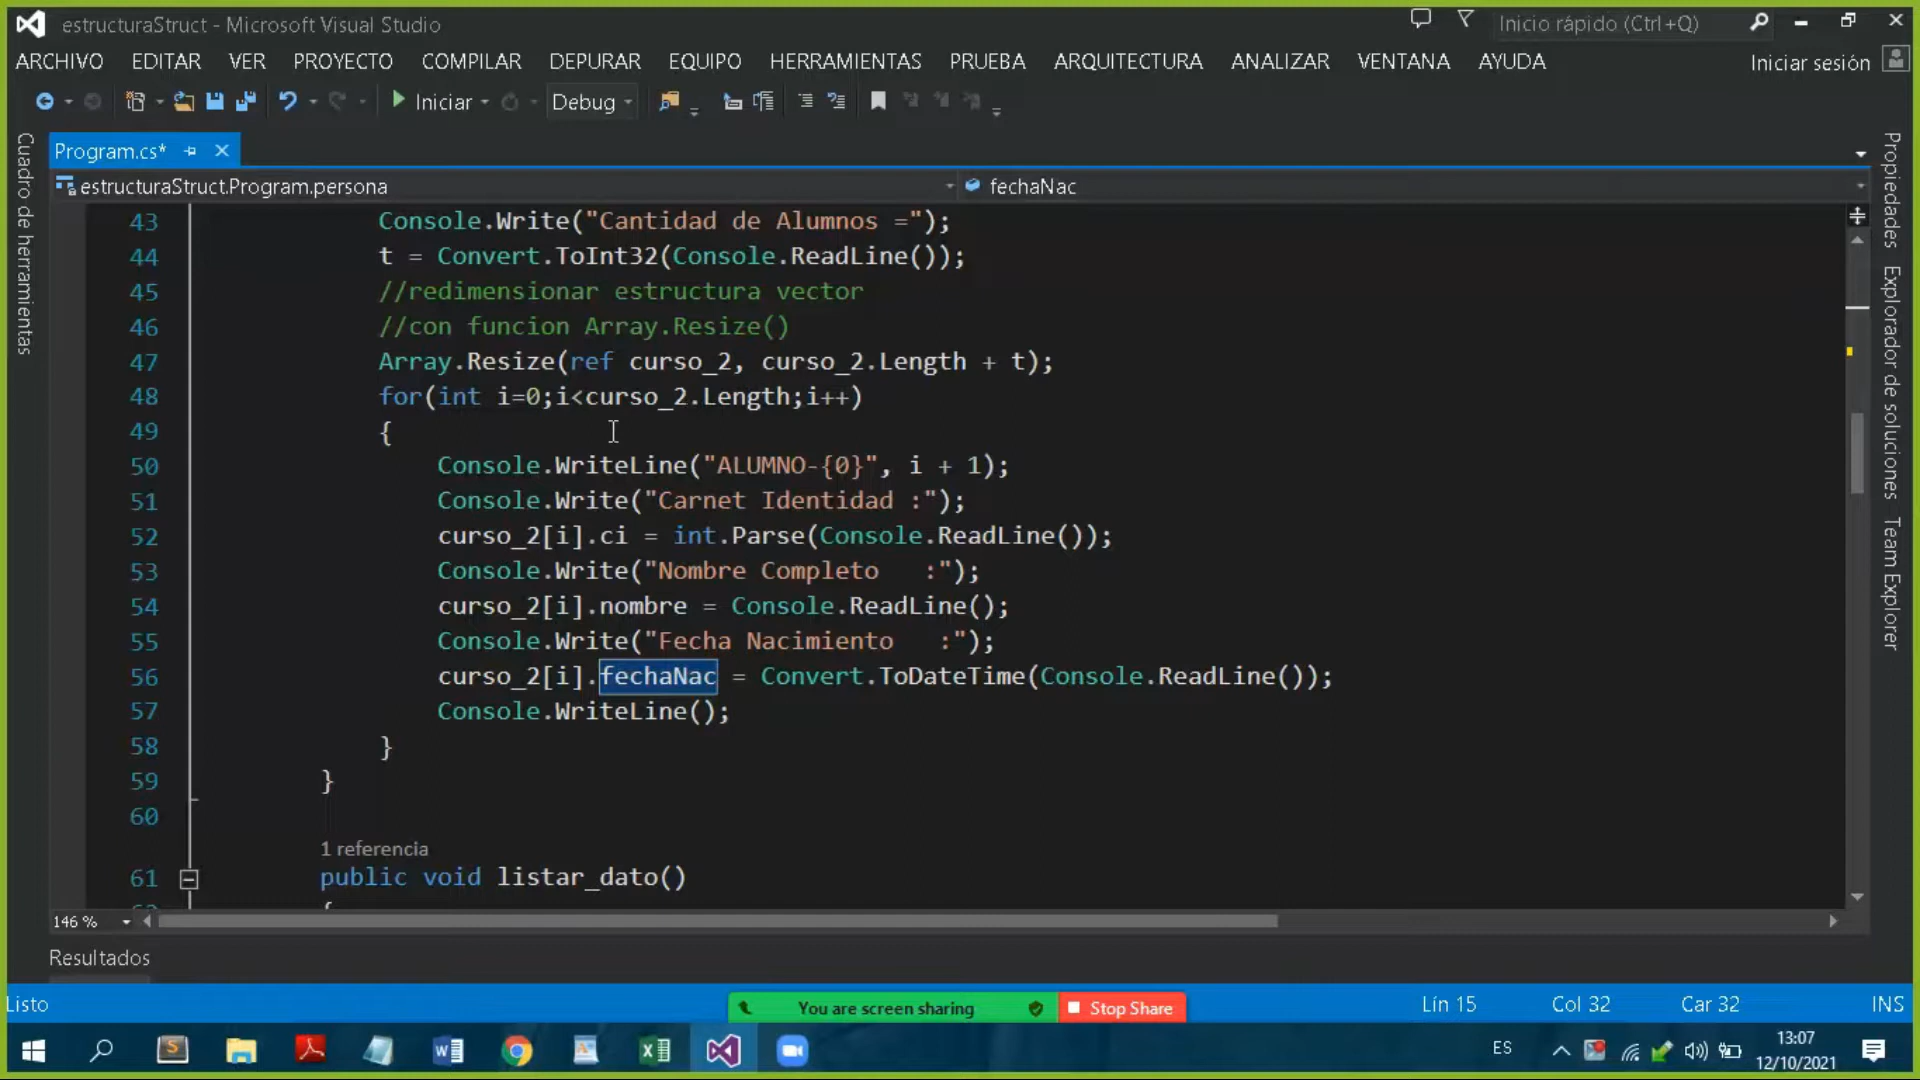 estructuraStruct - Microsoft Visual Studio
Inicio rápido (Ctrl+Q)
ARCHIVO EDITAR VER PROYECTO COMPILAR DEPURAR EQUIPO HERRAMIENTAS PRUEBA ARQUITECTURA ANALIZAR VENTANA AYUDA
Iniciar sesión
Iniciar
Debug
Cuadro de herramientas
Program.cs*
estructuraStruct.Program.persona
fechaNac
43 Console.Write("Cantidad de Alumnos =");
44 t = Convert.ToInt32(Console.ReadLine());
45 //redimensionar estructura vector
46 //con funcion Array.Resize()
47 Array.Resize(ref curso_2, curso_2.Length + t);
48 for(int i=0;i<curso_2.Length;i++)
49 {
50 Console.WriteLine("ALUMNO-{0}", i + 1);
51 Console.Write("Carnet Identidad :");
52 curso_2[i].ci = int.Parse(Console.ReadLine());
53 Console.Write("Nombre Completo   :");
54 curso_2[i].nombre = Console.ReadLine();
55 Console.Write("Fecha Nacimiento   :");
56 curso_2[i].fechaNac = Convert.ToDateTime(Console.ReadLine());
57 Console.WriteLine();
58 }
59 }
60
1 referencia
61 public void listar_dato()
{
146 %
Propiedades
Explorador de soluciones
Team Explorer
Resultados
Listo
You are screen sharing
Stop Share
Lín 15
Col 32
Car 32
INS
ES
13:07
12/10/2021